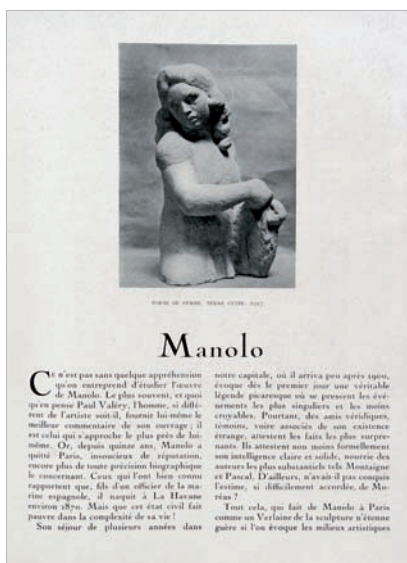 TORSE DE FEMME, TERRE CUITE. 1927.
Manolo
CE n'est pas sans quelque appréhension
qu'on entreprend d'étudier l'œuvre
de Manolo. Le plus souvent, et quoi
qu'en pense Paul Valéry, l'homme, si diffé-
rent de l'artiste soit-il, fournit lui-même le
meilleur commentaire de son ouvrage ; il
est celui qui s'approche le plus près de lui-
même. Or, depuis quinze ans, Manolo a
quitté Paris, insoucieux de réputation,
encore plus de toute précision biographique
le concernant. Ceux qui l'ont bien connu
rapportent que, fils d'un officier de la ma-
rine espagnole, il naquit à La Havane
environ 1870. Mais que cet état civil fait
pauvre dans la complexité de sa vie !
Son séjour de plusieurs années dans
notre capitale, où il arriva peu après 1900,
évoque dès le premier jour une véritable
légende picaresque où se pressent les évé-
nements les plus singuliers et les moins
croyables. Pourtant, des amis véridiques,
témoins, voire associés de son existence
étrange, attestent les faits les plus surpre-
nants. Ils attestent non moins formellement
son intelligence claire et solide, nourrie des
auteurs les plus substantiels tels Montaigne
et Pascal. D'ailleurs, n'avait-il pas conquis
l'estime, si difficilement accordée, de Mo-
réas ?
Tout cela, qui fait de Manolo à Paris
comme un Verlaine de la sculpture n'étonne
guère si l'on évoque les milieux artistiques